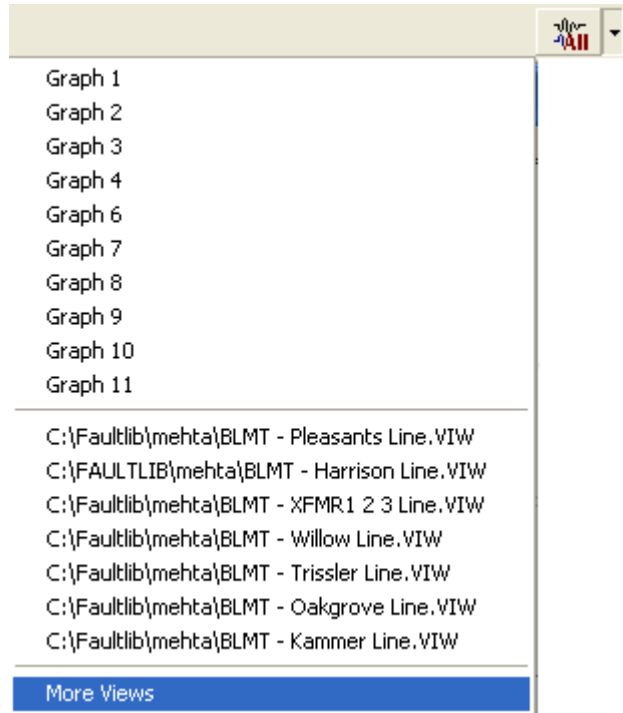 All
Graph 1
Graph 2
Graph 3
Graph 4
Graph 6
Graph 7
Graph 8
Graph 9
Graph 10
Graph 11
C:\Faultlib\mehta\BLMT - Pleasants Line.VIW
C:\FAULTLIB\mehta\BLMT - Harrison Line.VIW
C:\Faultlib\mehta\BLMT - XFMR1 2 3 Line.VIW
C:\Faultlib\mehta\BLMT - Willow Line.VIW
C:\Faultlib\mehta\BLMT - Trissler Line.VIW
C:\Faultlib\mehta\BLMT - Oakgrove Line.VIW
C:\Faultlib\mehta\BLMT - Kammer Line.VIW
More Views